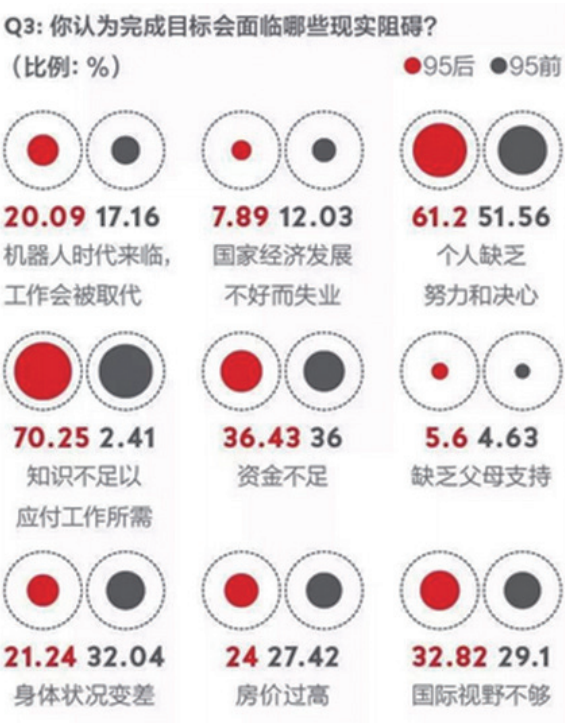 Q3: 你认为完成目标会面临哪些现实阻碍?
（比例: %）
95后 95前
20.09 17.16 7.89 12.03 61.2 51.56
机器人时代来临, 国家经济发展 个人缺乏
工作会被取代 不好而失业 努力和决心
70.25 2.41 36.43 36 5.6 4.63
知识不足以 资金不足 缺乏父母支持
应付工作所需
21.24 32.04 24 27.42 32.82 29.1
身体状况变差 房价过高 国际视野不够